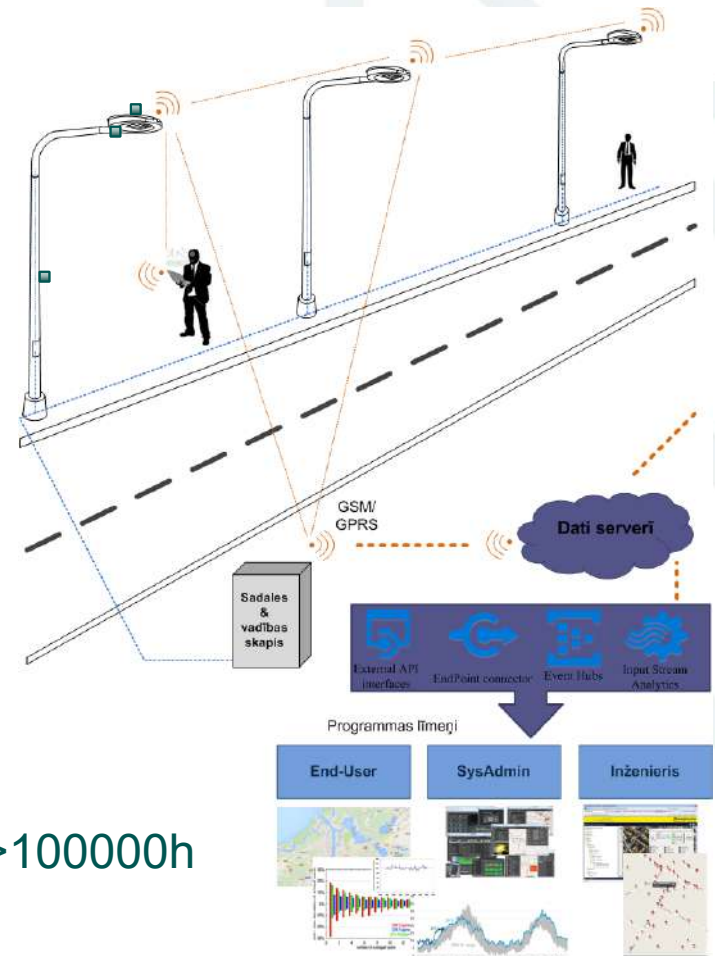 GSM/
GPRS
Dati serverī
Sadales
&
vadības
skapis
External API
interfaces
EndPoint connector
Event Hubs
Input Stream
Analytics
Programmas līmeņi
End-User
SysAdmin
Inženieris
>100000h